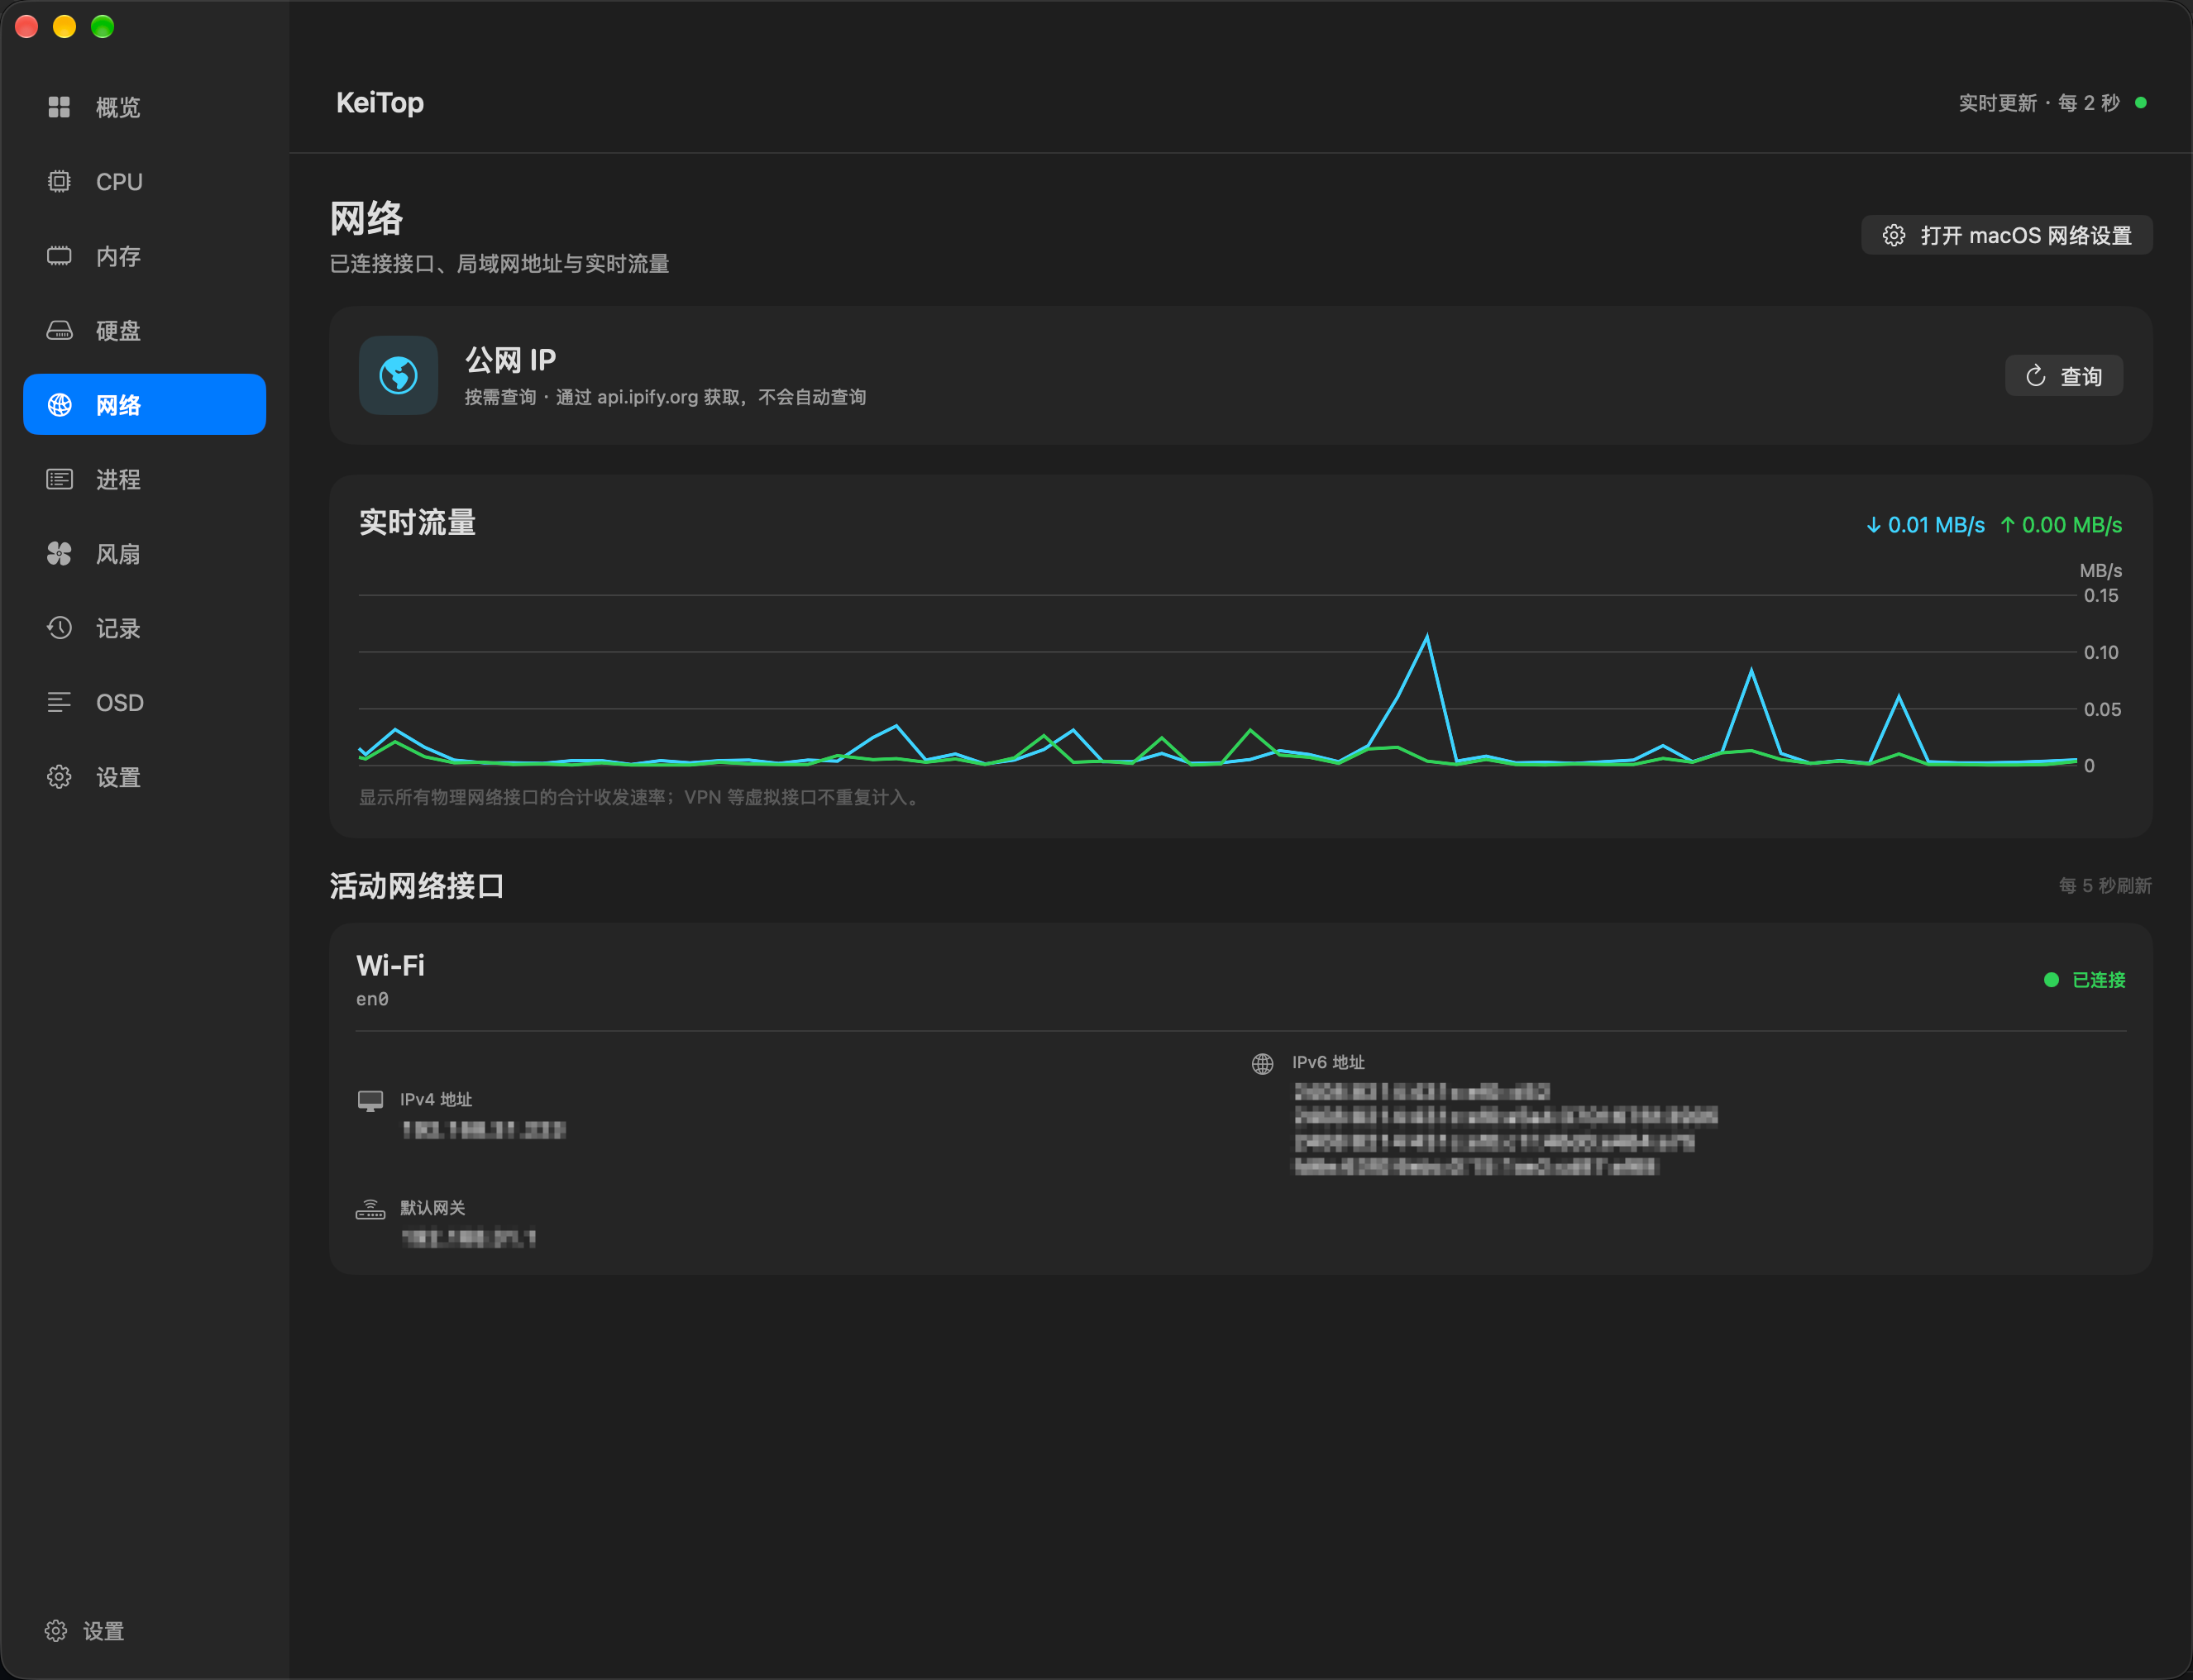 概览
CPU
内存
硬盘
网络
进程
风扇
记录
OSD
设置
设置
KeiTop
实时更新 · 每 2 秒
网络
已连接接口、局域网地址与实时流量
打开 macOS 网络设置
公网 IP
按需查询 · 通过 api.ipify.org 获取，不会自动查询
查询
实时流量
↓ 0.01 MB/s ↑ 0.00 MB/s
MB/s
0.15
0.10
0.05
0
显示所有物理网络接口的合计收发速率；VPN 等虚拟接口不重复计入。
活动网络接口
每 5 秒刷新
Wi-Fi
en0
已连接
IPv4 地址
IPv6 地址
默认网关